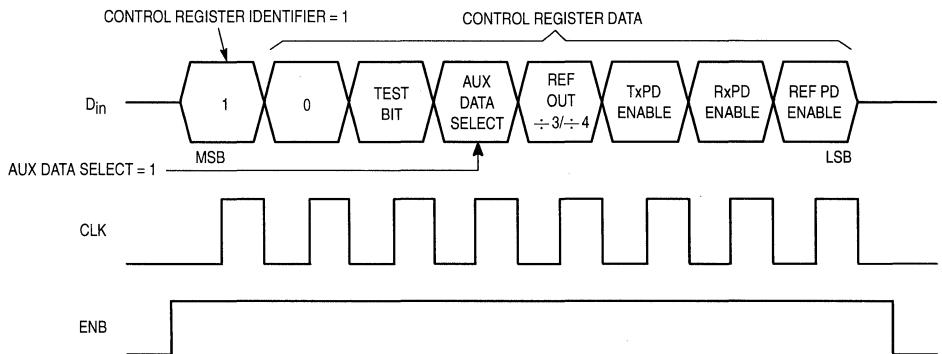 CONTROL REGISTER IDENTIFIER = 1
CONTROL REGISTER DATA
Din
1
0
TEST
BIT
AUX
DATA
SELECT
REF
OUT
÷3/÷4
TxPD
ENABLE
RxPD
ENABLE
REF PD
ENABLE
MSB
LSB
AUX DATA SELECT = 1
CLK
ENB